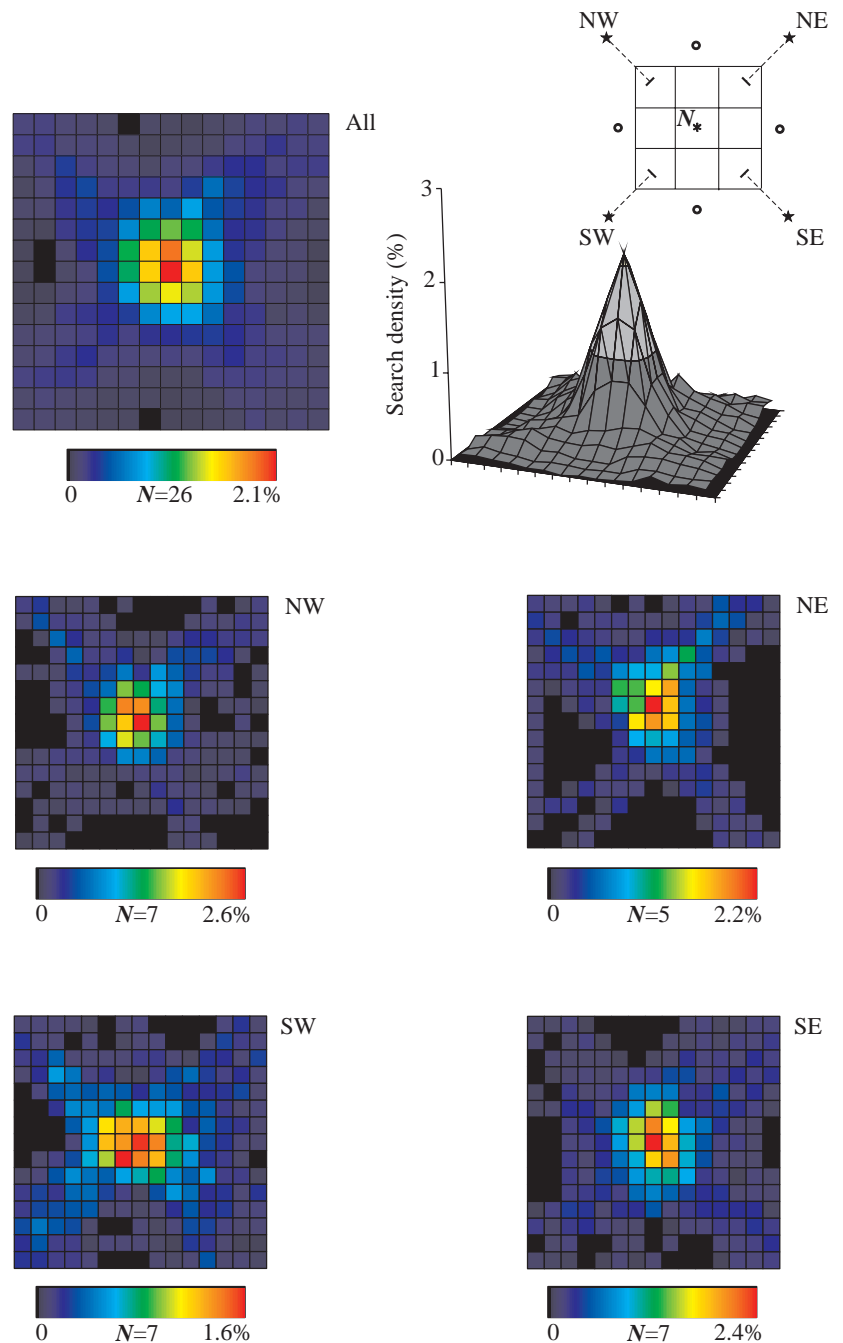 NW NE
All
N
SW SE
3
2
1
0
Search density (%)
0 N=26 2.1%
NW
NE
0 N=7 2.6%
0 N=5 2.2%
SW
SE
0 N=7 1.6%
0 N=7 2.4%